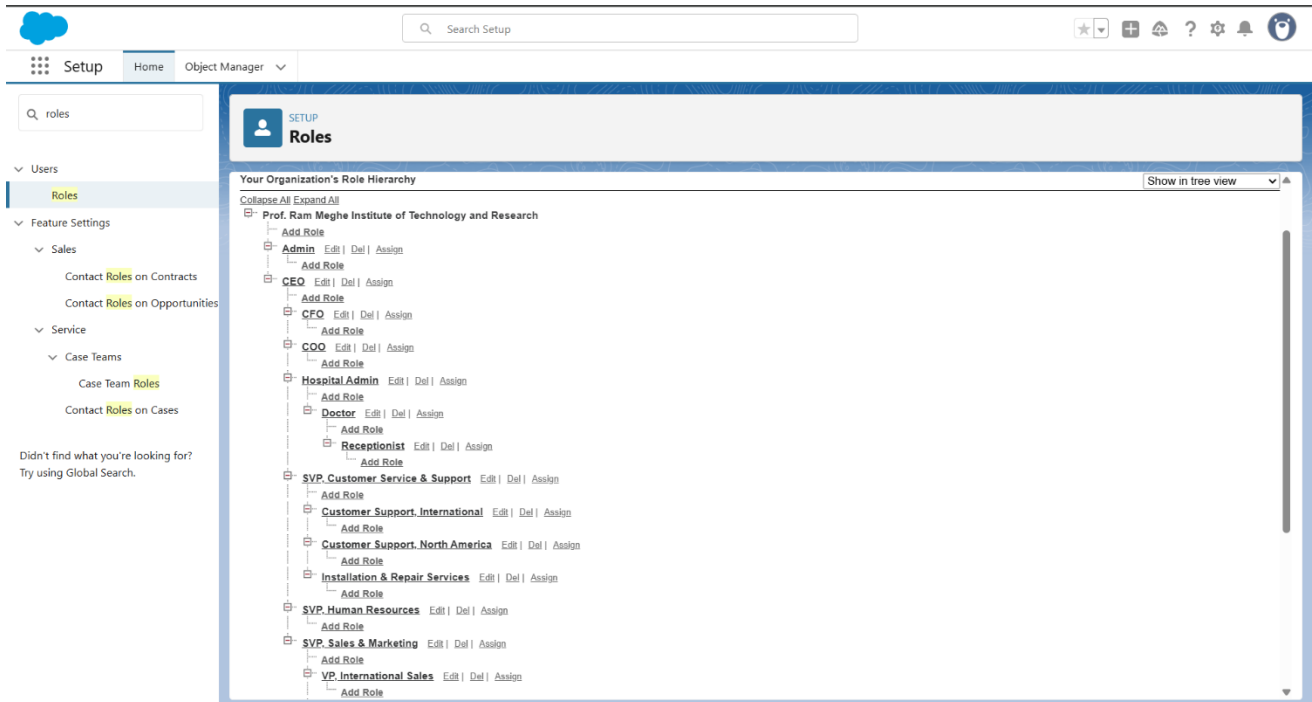 Search Setup
Setup Home Object Manager
roles
Users
Roles
Feature Settings
Sales
Contact Roles on Contracts
Contact Roles on Opportunities
Service
Case Teams
Case Team Roles
Contact Roles on Cases
Didn't find what you're looking for?
Try using Global Search.
SETUP
Roles
Your Organization's Role Hierarchy
Show in tree view
Collapse All Expand All
Prof. Ram Meghe Institute of Technology and Research
Add Role
Admin Edit | Del | Assign
Add Role
CEO Edit | Del | Assign
Add Role
CFO Edit | Del | Assign
Add Role
COO Edit | Del | Assign
Add Role
Hospital Admin Edit | Del | Assign
Add Role
Doctor Edit | Del | Assign
Add Role
Receptionist Edit | Del | Assign
Add Role
SVP, Customer Service & Support Edit | Del | Assign
Add Role
Customer Support, International Edit | Del | Assign
Add Role
Customer Support, North America Edit | Del | Assign
Add Role
Installation & Repair Services Edit | Del | Assign
Add Role
SVP, Human Resources Edit | Del | Assign
Add Role
SVP, Sales & Marketing Edit | Del | Assign
Add Role
VP, International Sales Edit | Del | Assign
Add Role